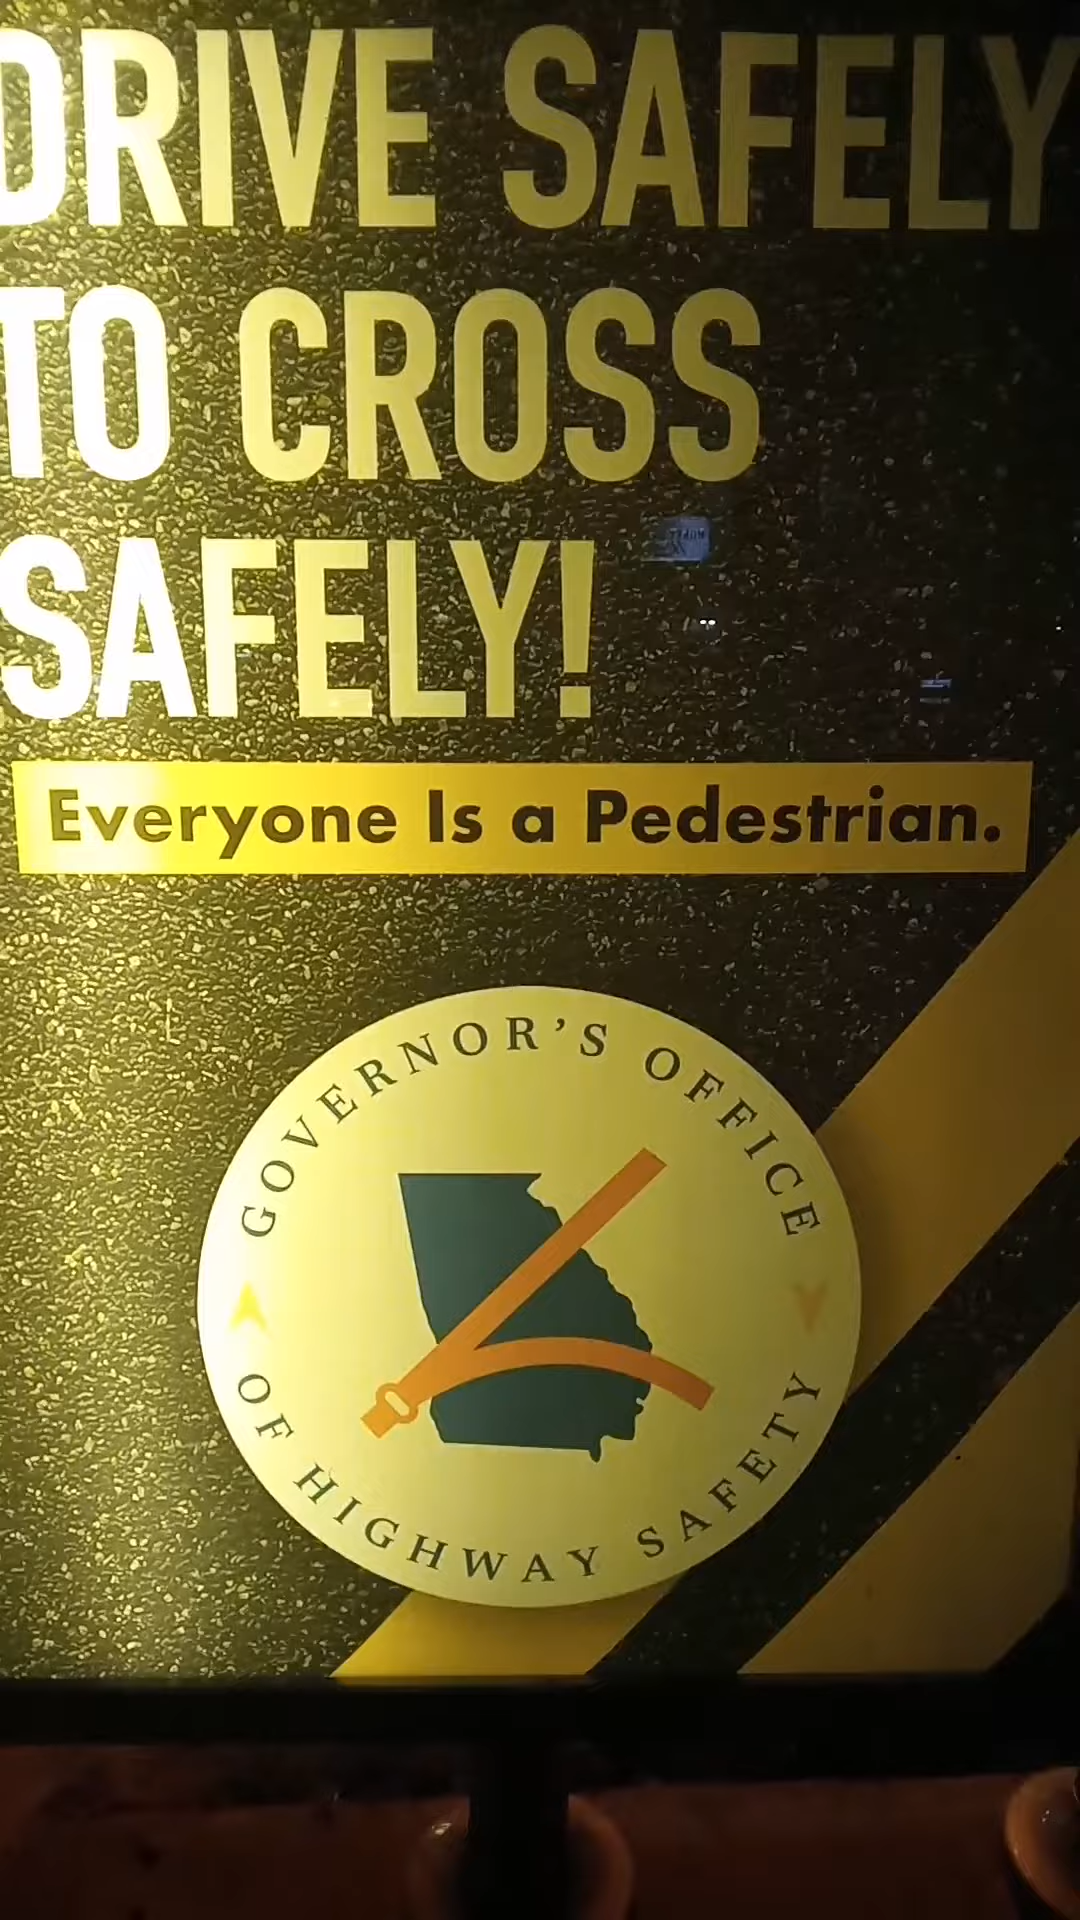 DRIVE SAFELY
TO CROSS
SAFELY!
Everyone Is a Pedestrian.
GOVERNOR'S OFFICE
OF HIGHWAY SAFETY